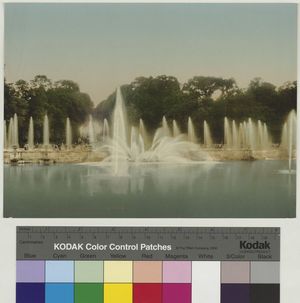 KODAK Color Control Patches
Kodak
Blue Cyan Green Yellow Red Magenta White 3/Color Black